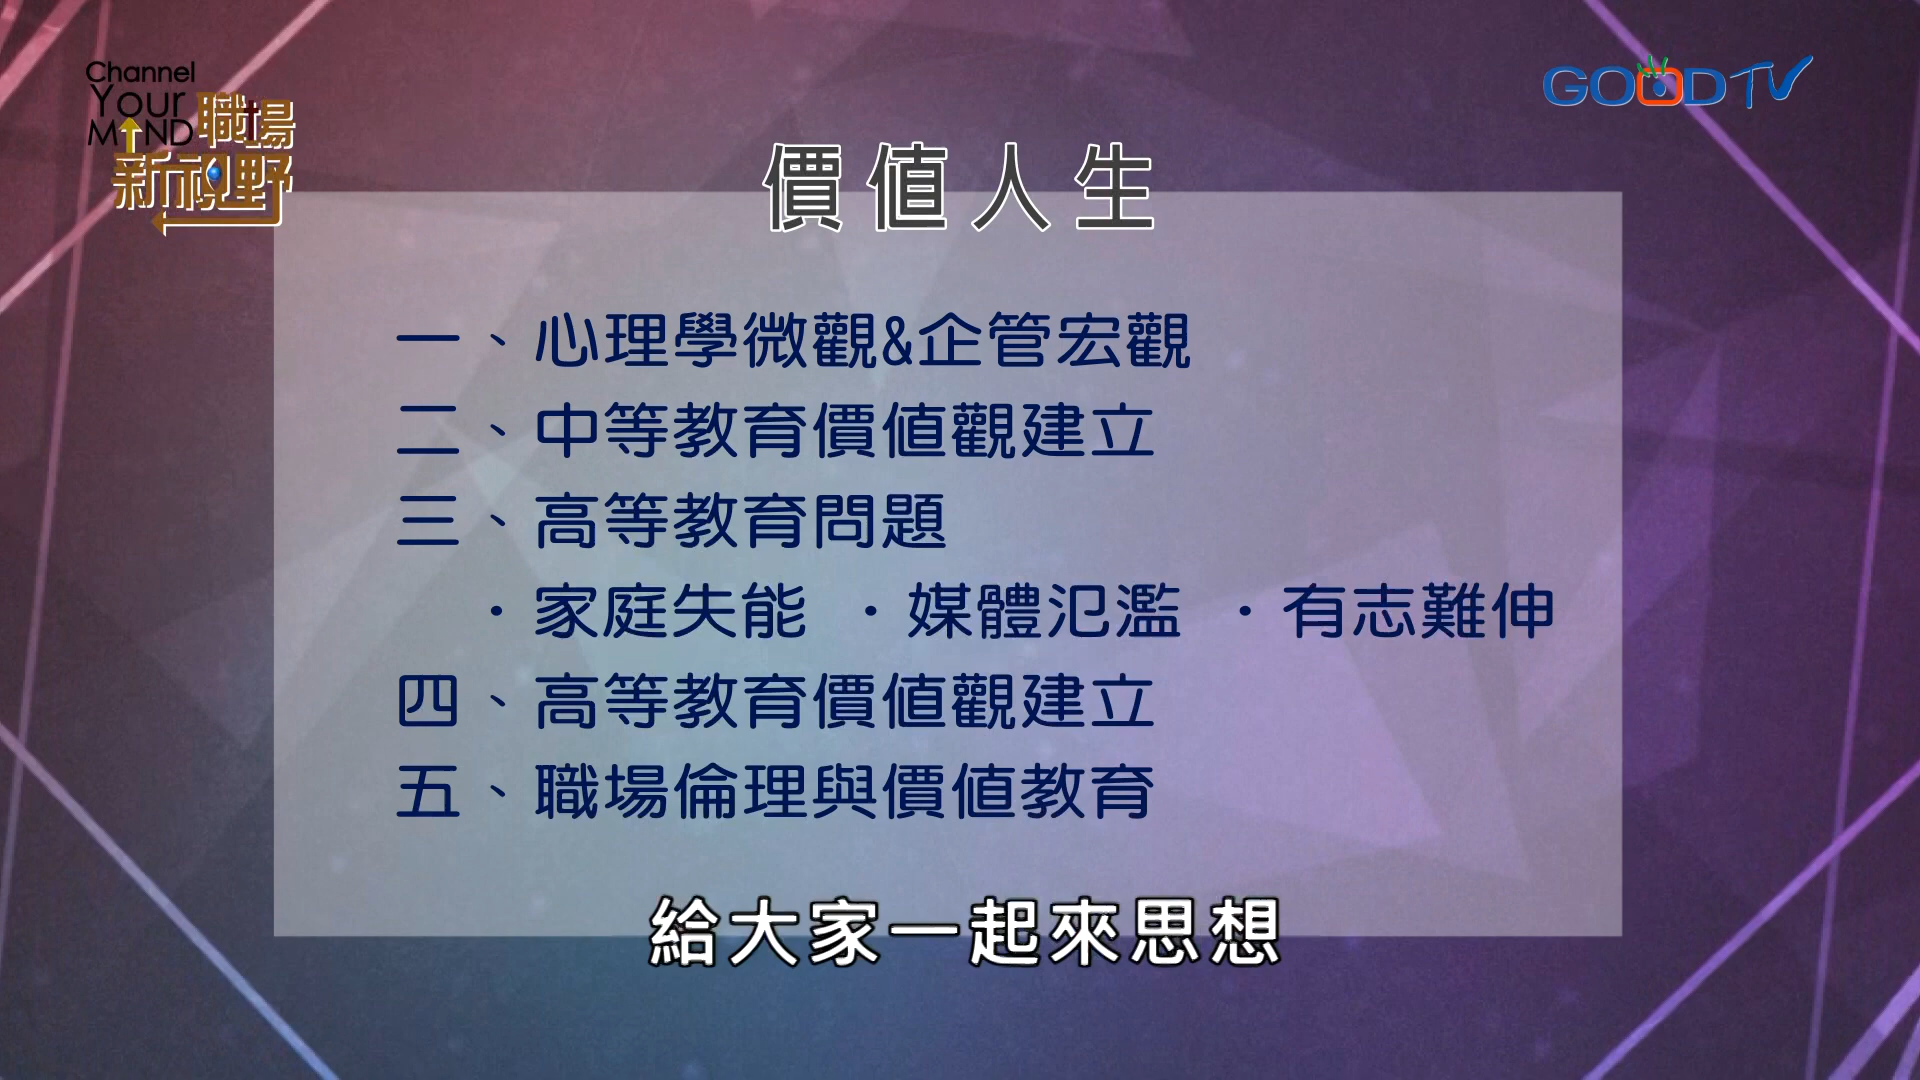 Channel
Your
MIND 職場
新視野
GOODTV
價值人生
一、心理學微觀&企管宏觀
二、中等教育價值觀建立
三、高等教育問題
．家庭失能 ．媒體氾濫 ．有志難伸
四、高等教育價值觀建立
五、職場倫理與價值教育
給大家一起來思想